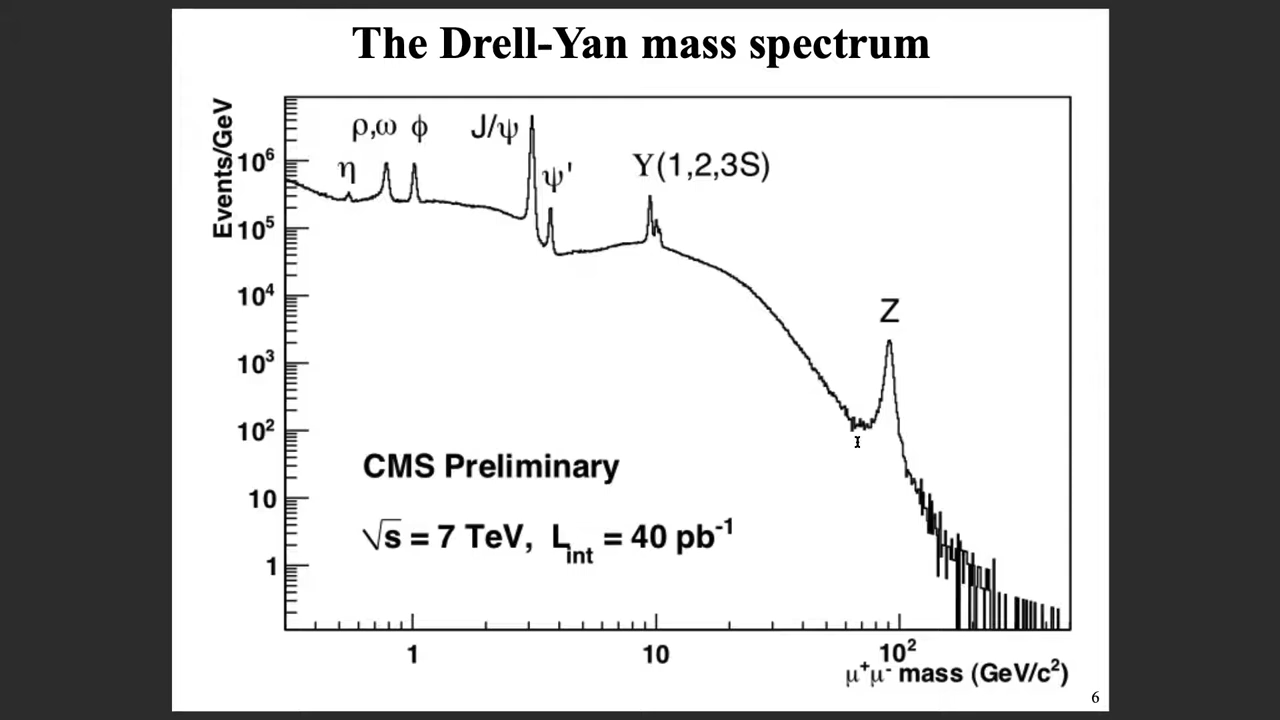 The Drell-Yan mass spectrum
Events/GeV
10⁶
10⁵
10⁴
10³
10²
10
1
η
ρ,ω
ϕ
J/ψ
ψ'
Υ(1,2,3S)
Z
CMS Preliminary
√s = 7 TeV, L_int = 40 pb⁻¹
1
10
10²
μ⁺μ⁻ mass (GeV/c²)
6